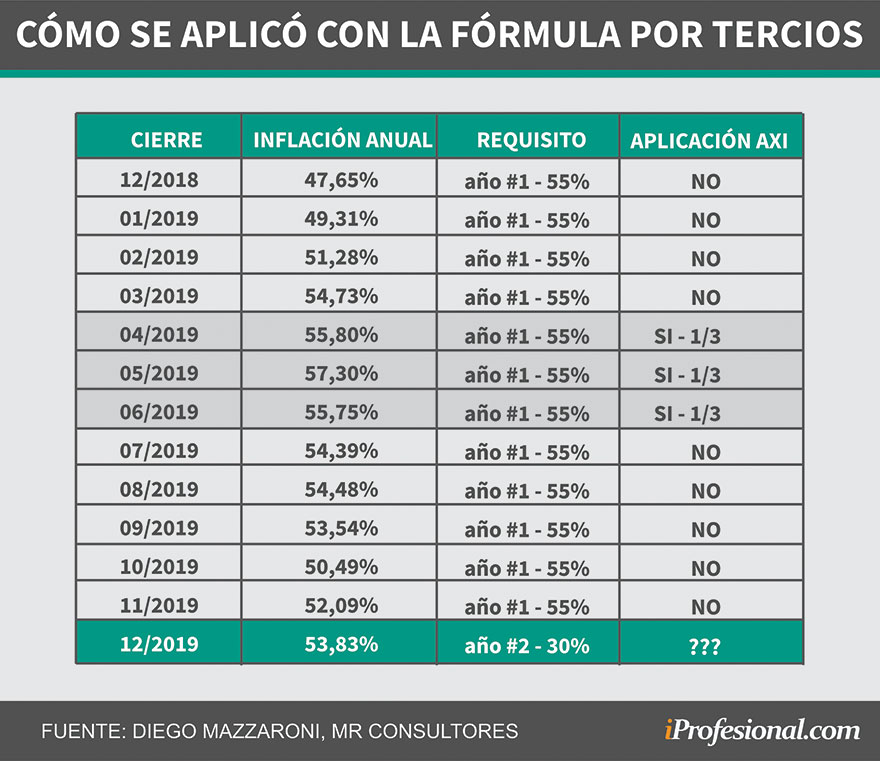 CÓMO SE APLICÓ CON LA FÓRMULA POR TERCIOS
CIERRE INFLACIÓN ANUAL REQUISITO APLICACIÓN AXI
12/2018 47,65% año #1 - 55% NO
01/2019 49,31% año #1 - 55% NO
02/2019 51,28% año #1 - 55% NO
03/2019 54,73% año #1 - 55% NO
04/2019 55,80% año #1 - 55% SI - 1/3
05/2019 57,30% año #1 - 55% SI - 1/3
06/2019 55,75% año #1 - 55% SI - 1/3
07/2019 54,39% año #1 - 55% NO
08/2019 54,48% año #1 - 55% NO
09/2019 53,54% año #1 - 55% NO
10/2019 50,49% año #1 - 55% NO
11/2019 52,09% año #1 - 55% NO
12/2019 53,83% año #2 - 30% ???
FUENTE: DIEGO MAZZARONI, MR CONSULTORES iProfesional.com